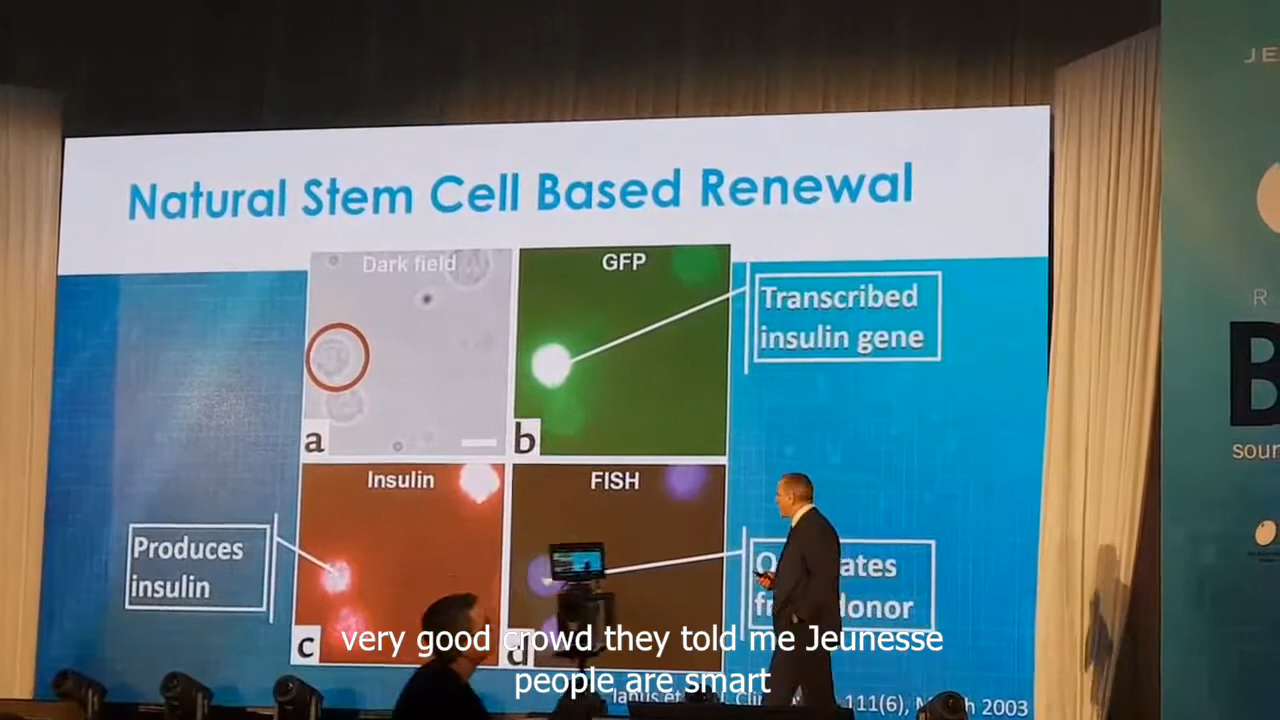 JE
Natural Stem Cell Based Renewal
Dark field
GFP
Transcribed
insulin gene
a
b
R
B
sour
Insulin
FISH
Produces
insulin
ates
donor
c
d
very good crowd they told me Jeunesse
people are smart
111(6), March 2003